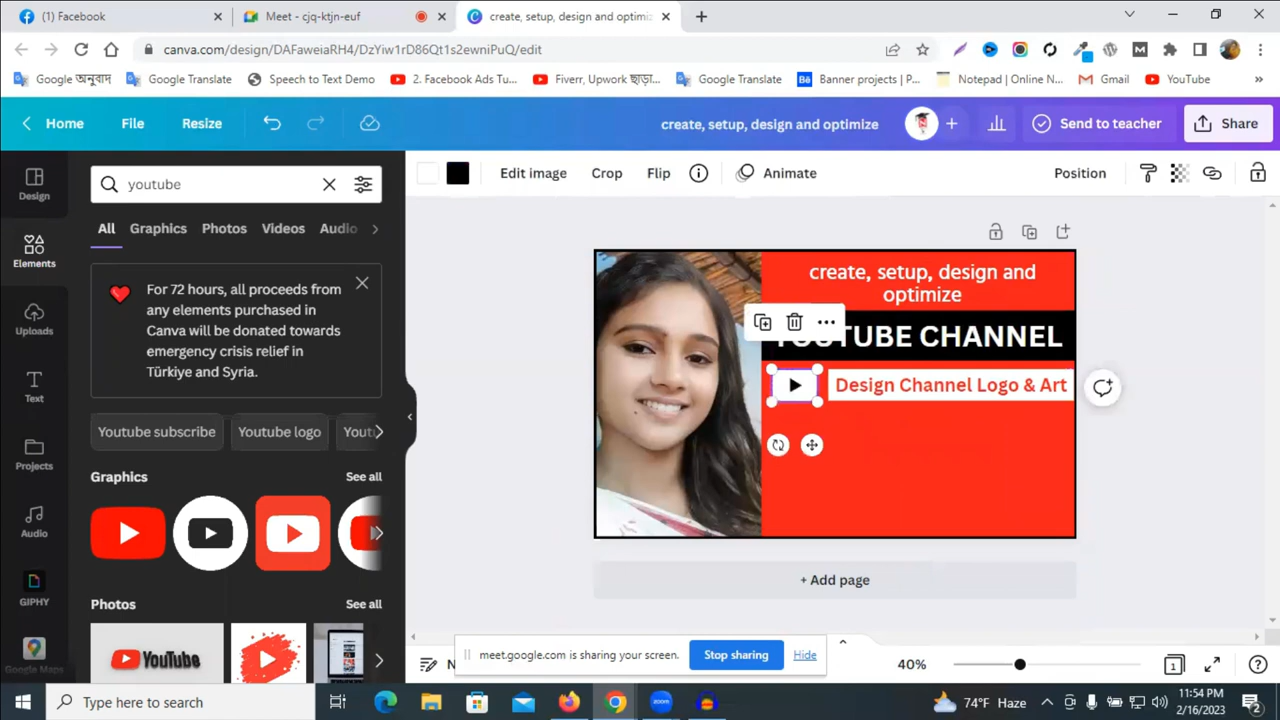 (1) Facebook
Meet - cjq-ktjn-euf
create, setup, design and optimiz
canva.com/design/DAFaweiaRH4/DzYiw1rD86Qt1s2ewniPuQ/edit
Google অনুবাদ
Google Translate
Speech to Text Demo
2. Facebook Ads Tu...
Fiverr, Upwork ছাড়া...
Google Translate
Banner projects | P...
Notepad | Online N...
Gmail
YouTube
»
Home
File
Resize
create, setup, design and optimize
Send to teacher
Share
Design
Elements
Uploads
Text
Projects
Audio
GIPHY
Google Maps
youtube
All
Graphics
Photos
Videos
Audio
For 72 hours, all proceeds from
any elements purchased in
Canva will be donated towards
emergency crisis relief in
Türkiye and Syria.
Youtube subscribe
Youtube logo
Yout
Graphics
See all
Photos
See all
YouTube
Edit image
Crop
Flip
Animate
Position
create, setup, design and
optimize
YOUTUBE CHANNEL
Design Channel Logo & Art
+ Add page
meet.google.com is sharing your screen.
Stop sharing
Hide
N
40%
1
Type here to search
zoom
74°F Haze
11:54 PM
2/16/2023
2